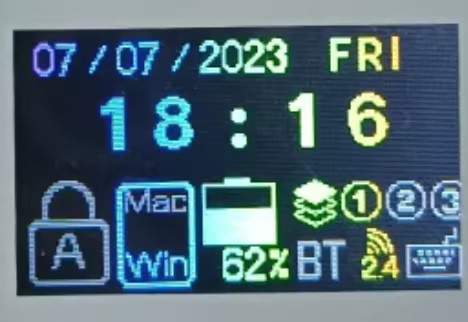 07/07/2023 FRI
18:16
A Mac 1 2 3
Win 62% BT 2.4